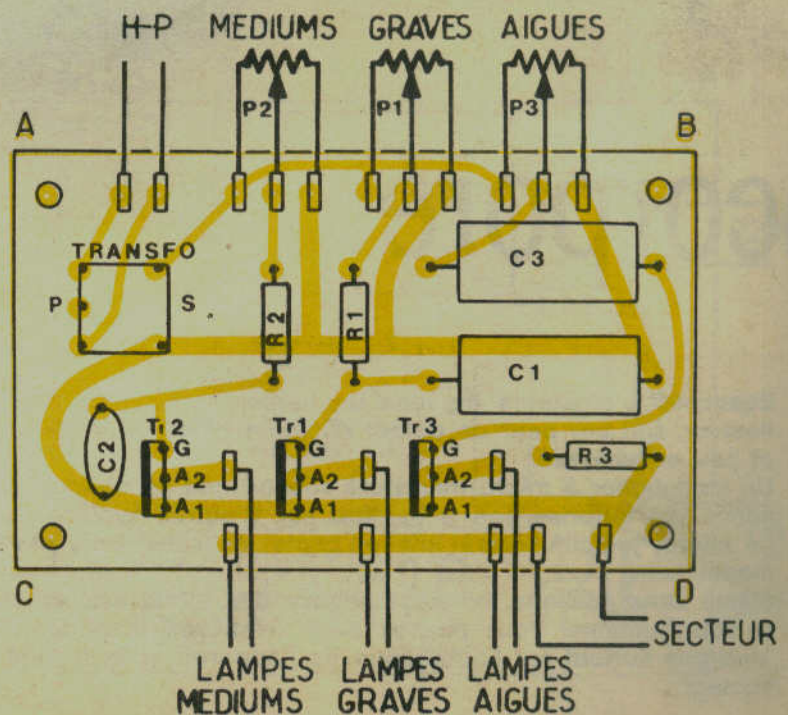 H-P MEDIUMS GRAVES AIGUES
P2 P1 P3
A B
TRANSFO
C3
P S
R2 R1
C1
Tr2 Tr1 Tr3
C2 G G G R3
A2 A2 A2
A1 A1 A1
C D
SECTEUR
LAMPES LAMPES LAMPES
MEDIUMS GRAVES AIGUES